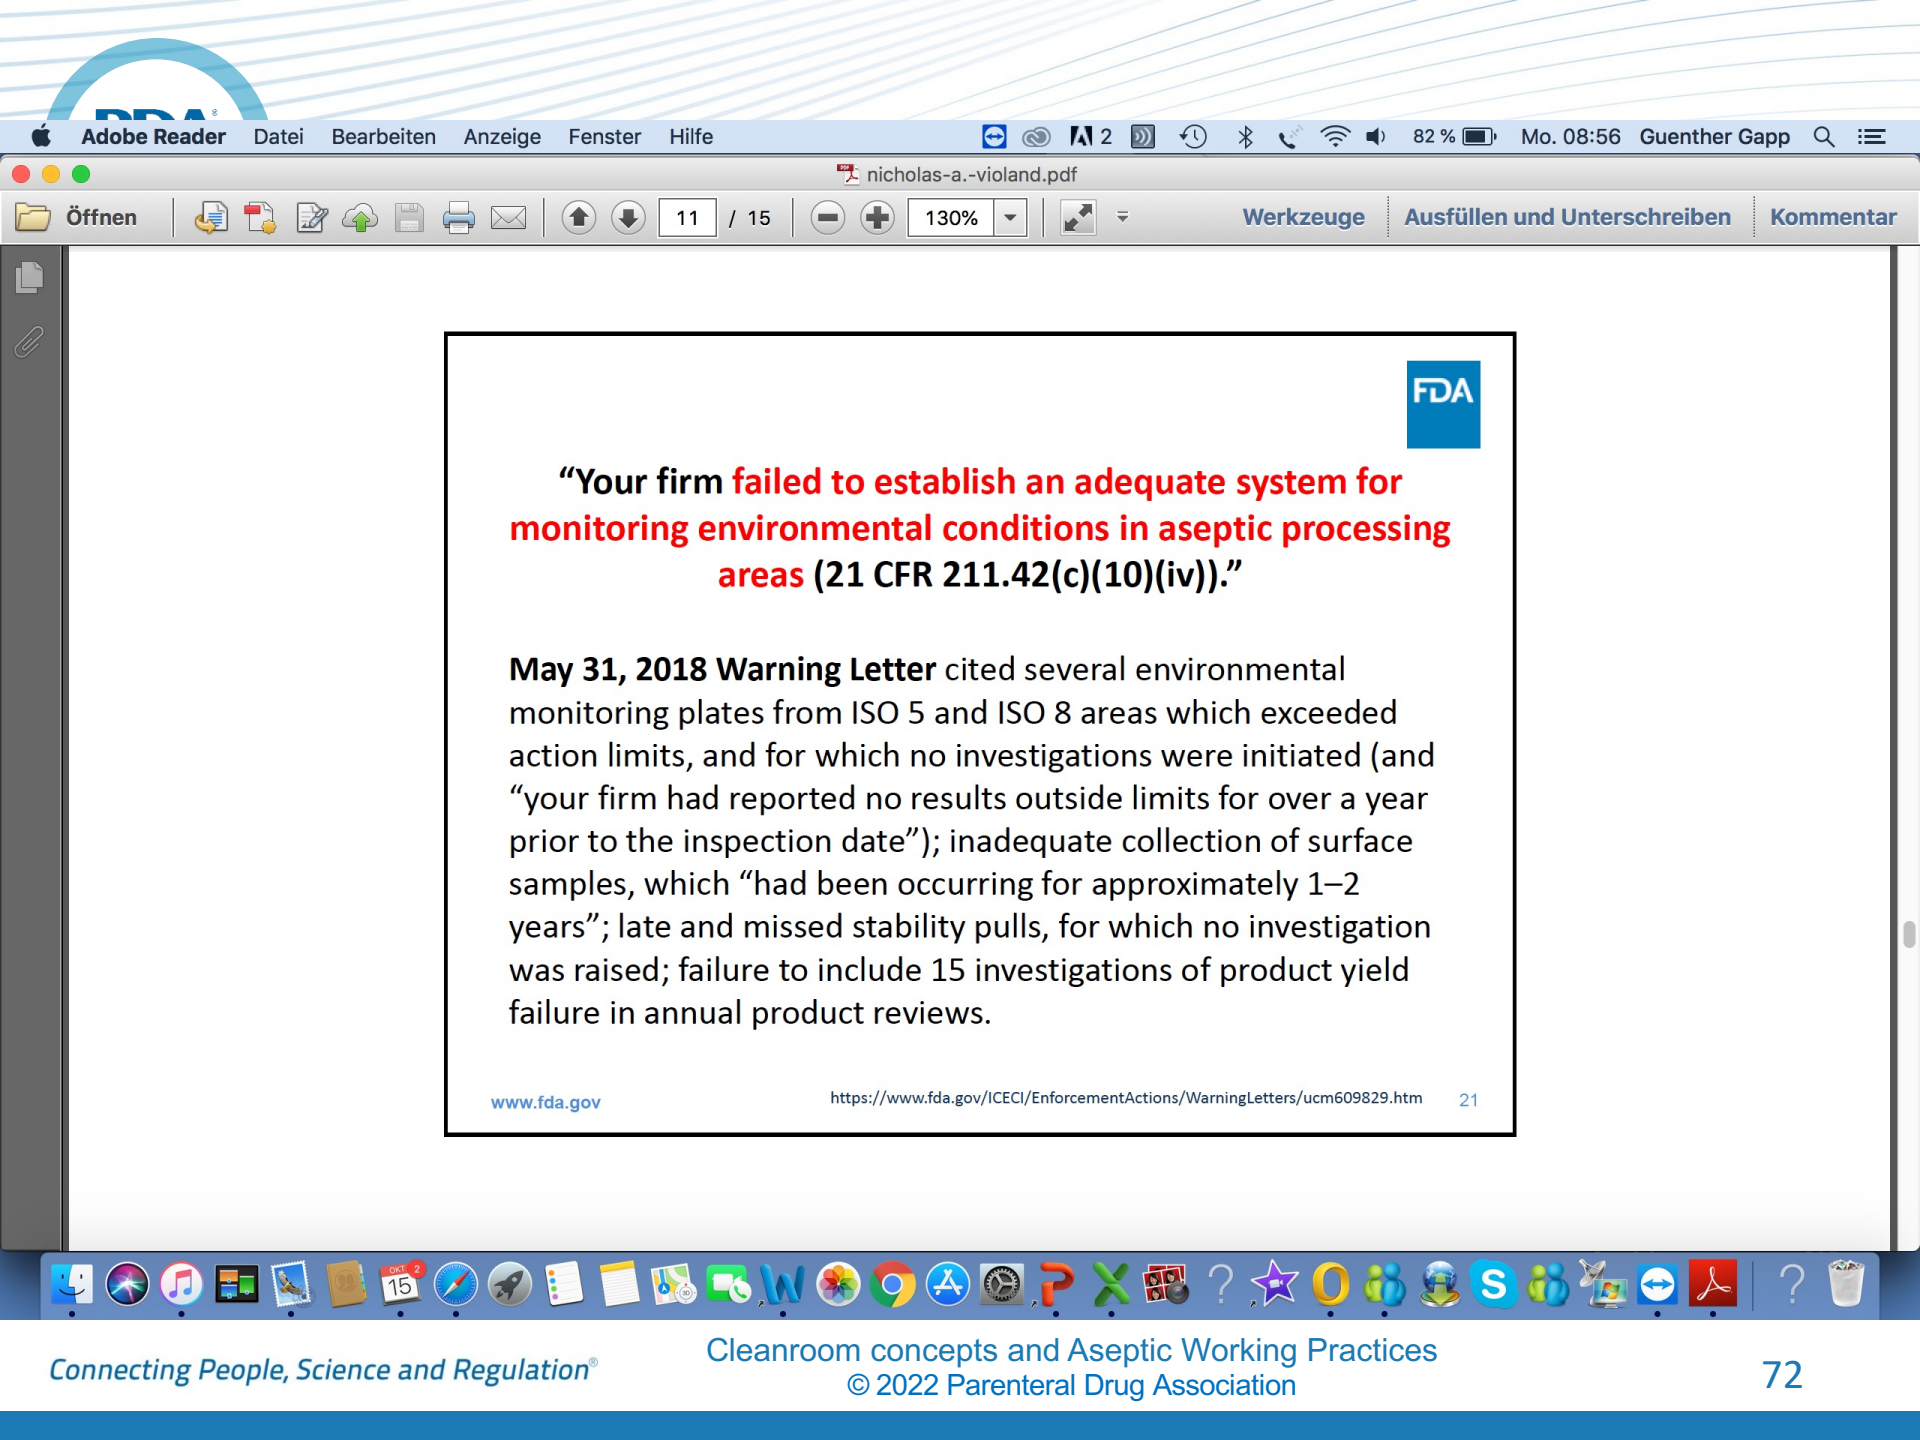 PDA®
Adobe Reader Datei Bearbeiten Anzeige Fenster Hilfe 2 82 % Mo. 08:56 Guenther Gapp
nicholas-a.-violand.pdf
Öffnen 11 / 15 130% Werkzeuge Ausfüllen und Unterschreiben Kommentar
FDA
“Your firm failed to establish an adequate system for
monitoring environmental conditions in aseptic processing
areas (21 CFR 211.42(c)(10)(iv)).”
May 31, 2018 Warning Letter cited several environmental
monitoring plates from ISO 5 and ISO 8 areas which exceeded
action limits, and for which no investigations were initiated (and
“your firm had reported no results outside limits for over a year
prior to the inspection date”); inadequate collection of surface
samples, which “had been occurring for approximately 1–2
years”; late and missed stability pulls, for which no investigation
was raised; failure to include 15 investigations of product yield
failure in annual product reviews.
www.fda.gov https://www.fda.gov/ICECI/EnforcementActions/WarningLetters/ucm609829.htm 21
OKT 2
15
Connecting People, Science and Regulation®
Cleanroom concepts and Aseptic Working Practices
© 2022 Parenteral Drug Association
72